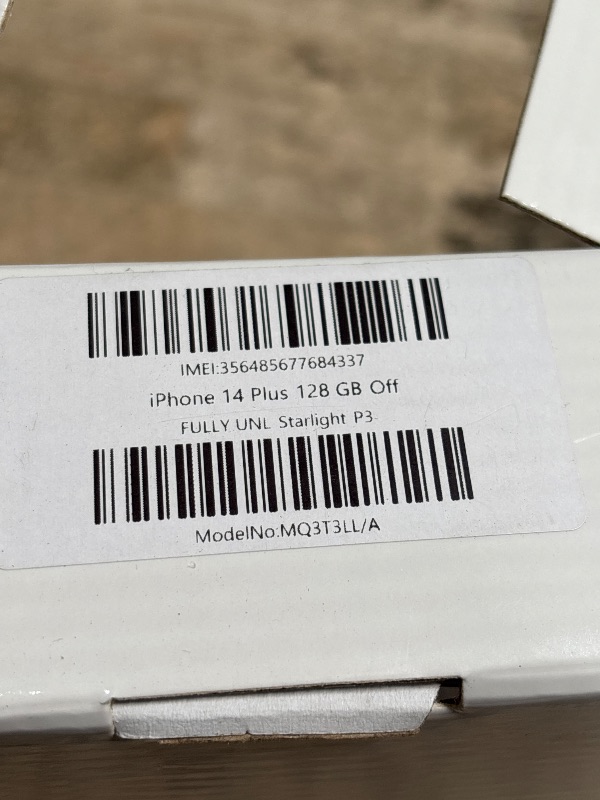 IMEI:356485677684337
iPhone 14 Plus 128 GB Off
FULLY UNL Starlight P3
ModelNo:MQ3T3LL/A